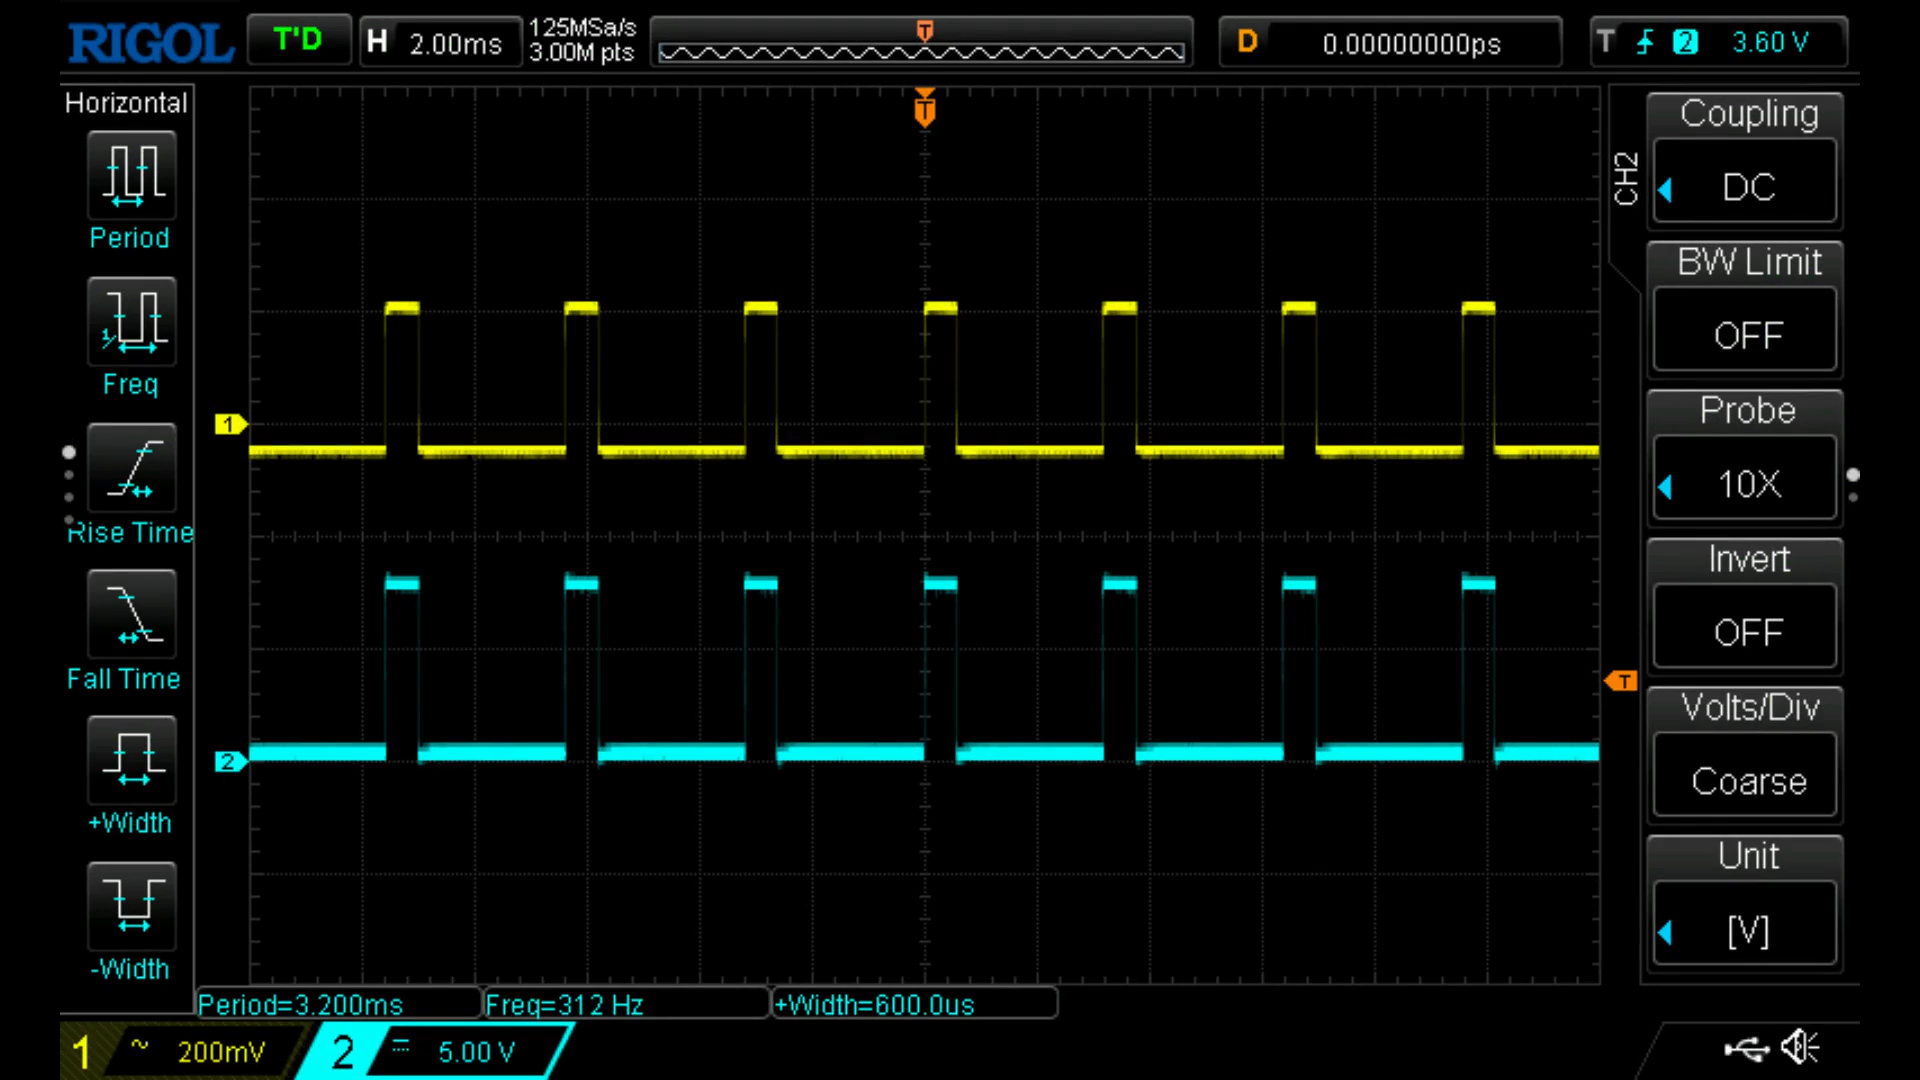 RIGOL
T'D
H 2.00ms
125MSa/s
3.00M pts
T
D 0.00000000ps
T 2 3.60 V
Horizontal
Period
1/
Freq
Rise Time
Fall Time
+Width
-Width
T
1
2
T
CH2
Coupling
DC
BW Limit
OFF
Probe
10X
Invert
OFF
Volts/Div
Coarse
Unit
[V]
Period=3.200ms
Freq=312 Hz
+Width=600.0us
1 ~ 200mV
2 5.00 V